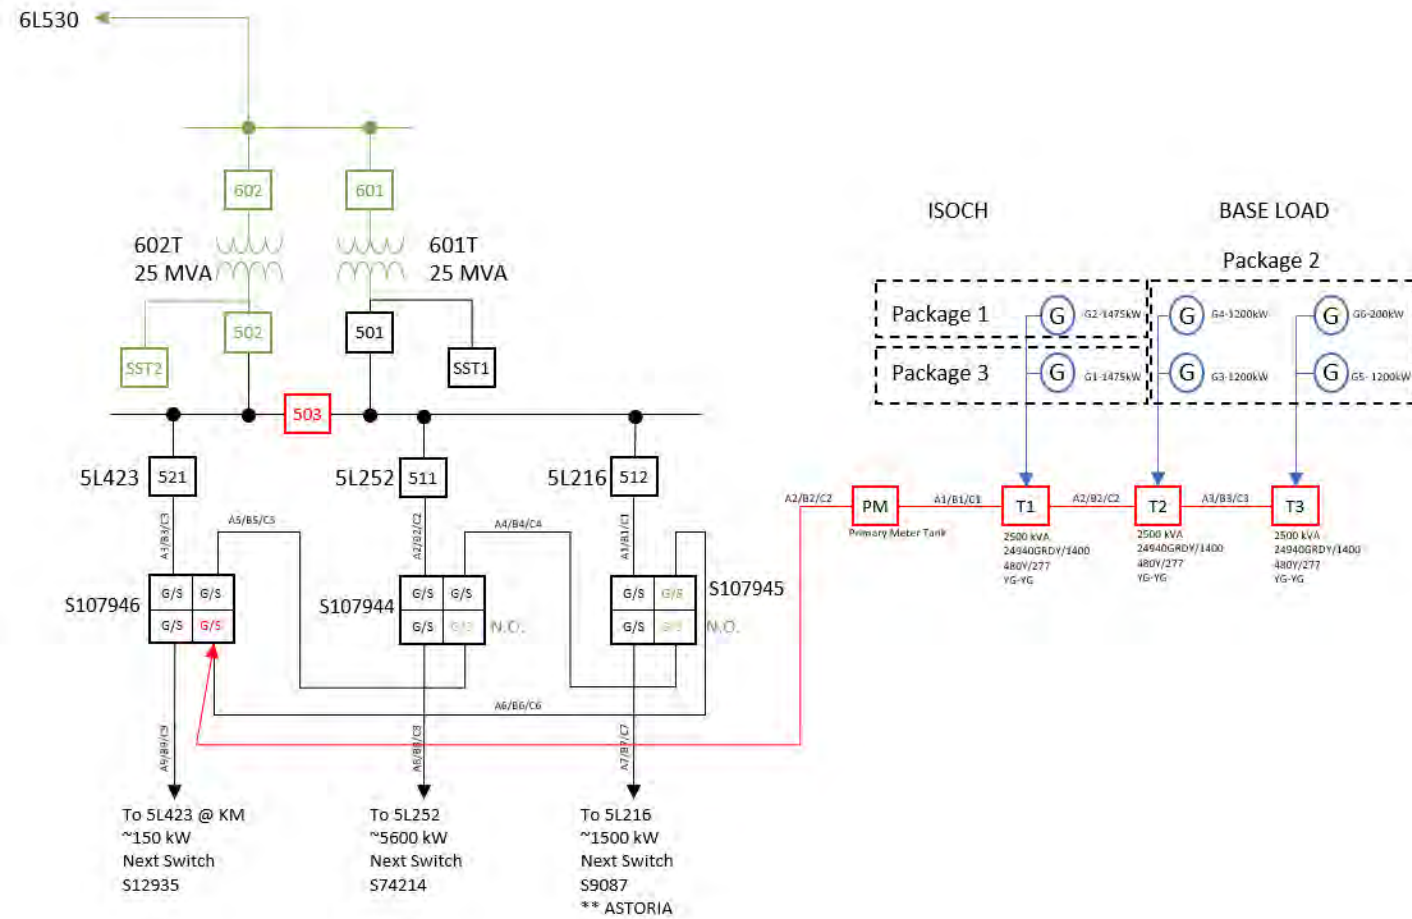 6L530
602
601
602T
25 MVA
601T
25 MVA
502
501
SST2
SST1
503
5L423
521
5L252
511
5L216
512
A3/B3/C3
A5/B5/C5
A2/B2/C2
A4/B4/C4
A1/B1/C1
S107946
G/S
G/S
G/S
G/S
S107944
G/S
G/S
G/S
G/S
N.O.
S107945
G/S
G/S
G/S
G/S
N.O.
A6/B6/C6
A9/B9/C9
A8/B8/C8
A7/B7/C7
To 5L423 @ KM
~150 kW
Next Switch
S12935
To 5L252
~5600 kW
Next Switch
S74214
To 5L216
~1500 kW
Next Switch
S9087
** ASTORIA
ISOCH
BASE LOAD
Package 2
Package 1
G
G2-1475kW
G
G4-1200kW
G
G6-200kW
Package 3
G
G1-1475kW
G
G3-1200kW
G
G5- 1200kW
A2/B2/C2
PM
Primary Meter Tank
A1/B1/C1
T1
A2/B2/C2
T2
A3/B3/C3
T3
2500 kVA
24940GRDY/1400
480Y/277
YG-YG
2500 kVA
24940GRDY/1400
480Y/277
YG-YG
2500 kVA
24940GRDY/1400
480Y/277
YG-YG